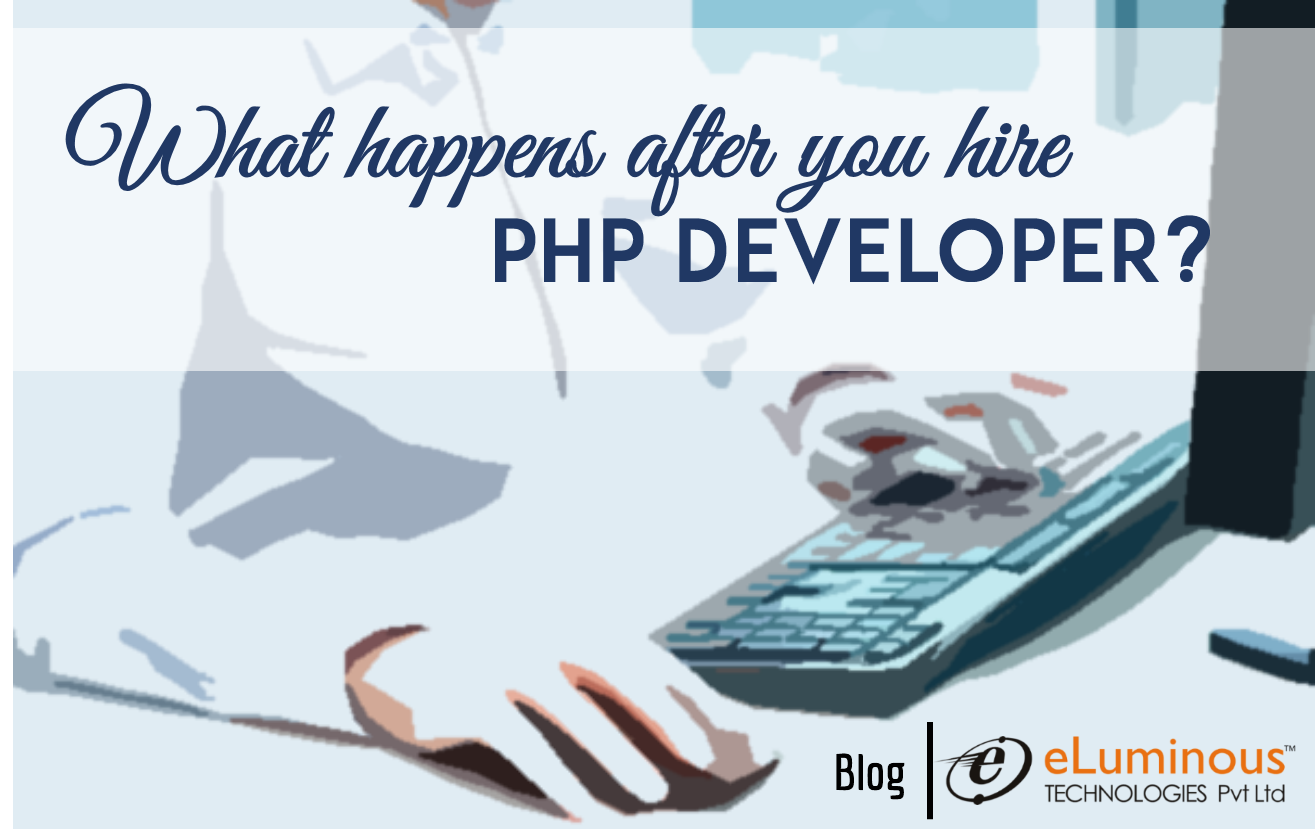 What happens after you hire
PHP DEVELOPER?
Blog
e
eLuminous™
TECHNOLOGIES Pvt Ltd